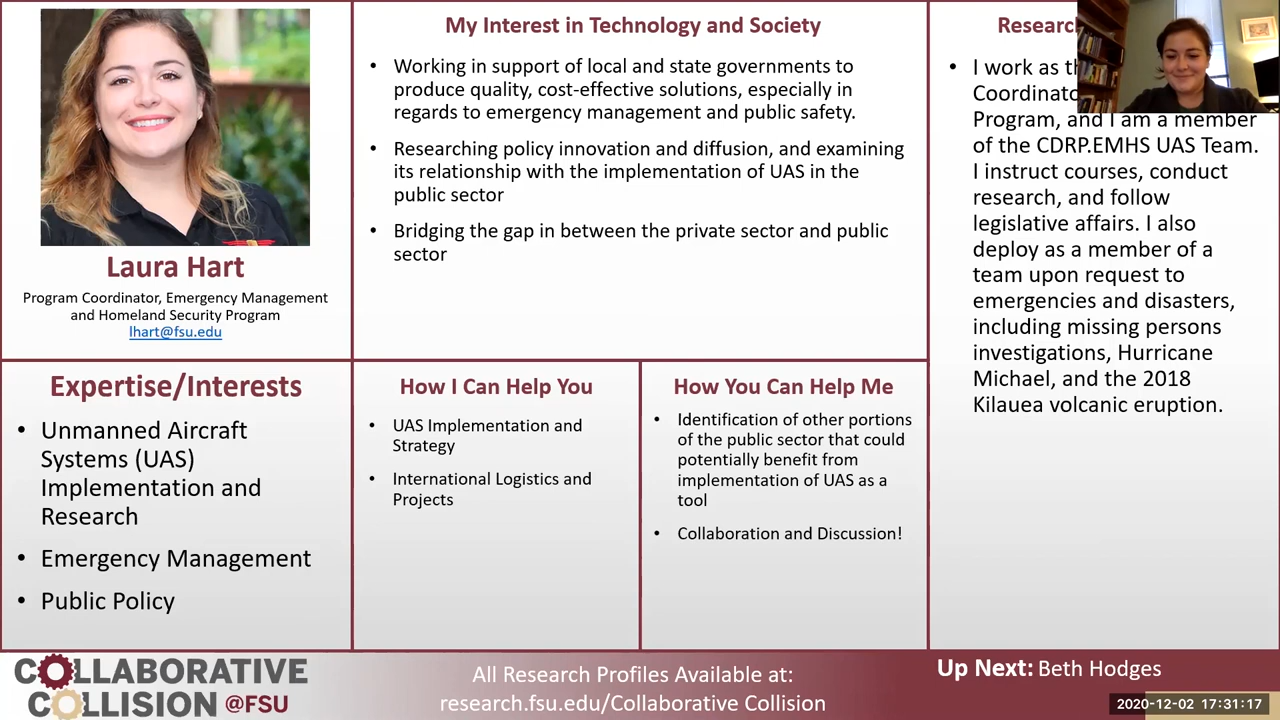 Laura Hart
Program Coordinator, Emergency Management
and Homeland Security Program
lhart@fsu.edu
My Interest in Technology and Society
• Working in support of local and state governments to
produce quality, cost-effective solutions, especially in
regards to emergency management and public safety.
• Researching policy innovation and diffusion, and examining
its relationship with the implementation of UAS in the
public sector
• Bridging the gap in between the private sector and public
sector
• I work as
Program, and I am a member
of the CDRP.EMHS UAS Team.
I instruct courses, conduct
research, and follow
legislative affairs. I also
deploy as a member of a
team upon request to
emergencies and disasters,
including missing persons
investigations, Hurricane
Michael, and the 2018
Kilauea volcanic eruption.
Expertise/Interests
• Unmanned Aircraft
Systems (UAS)
Implementation and
Research
• Emergency Management
• Public Policy
How I Can Help You
• UAS Implementation and
Strategy
• International Logistics and
Projects
How You Can Help Me
• Identification of other portions
of the public sector that could
potentially benefit from
implementation of UAS as a
tool
• Collaboration and Discussion!
COLLABORATIVE
COLLISION @FSU
All Research Profiles Available at:
research.fsu.edu/Collaborative Collision
Up Next: Beth Hodges
2020-12-02 17:31:17